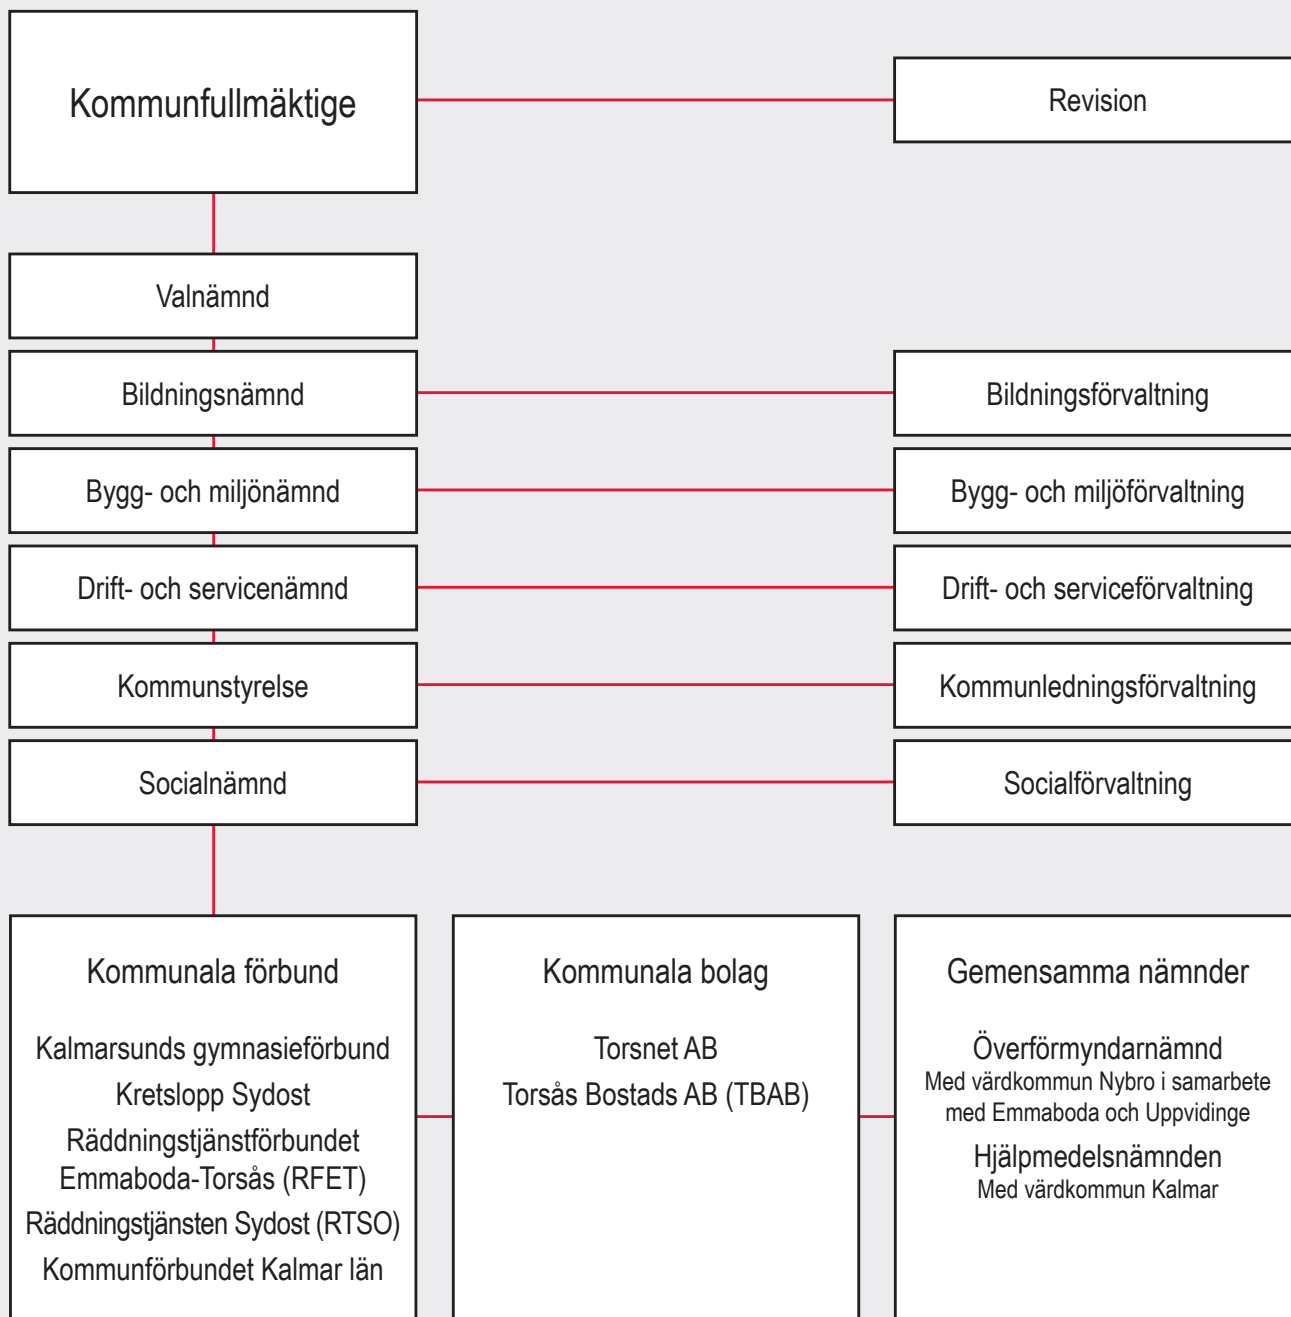 Kommunfullmäktige
Revision
Valnämnd
Bildningsnämnd
Bildningsförvaltning
Bygg- och miljönämnd
Bygg- och miljöförvaltning
Drift- och servicenämnd
Drift- och serviceförvaltning
Kommunstyrelse
Kommunledningsförvaltning
Socialnämnd
Socialförvaltning
Kommunala förbund
Kalmarsunds gymnasieförbund
Kretslopp Sydost
Räddningstjänstförbundet
Emmaboda-Torsås (RFET)
Räddningstjänsten Sydost (RTSO)
Kommunförbundet Kalmar län
Kommunala bolag
Torsnet AB
Torsås Bostads AB (TBAB)
Gemensamma nämnder
Överförmyndarnämnd
Med värdkommun Nybro i samarbete
med Emmaboda och Uppvidinge
Hjälpmedelsnämnden
Med värdkommun Kalmar